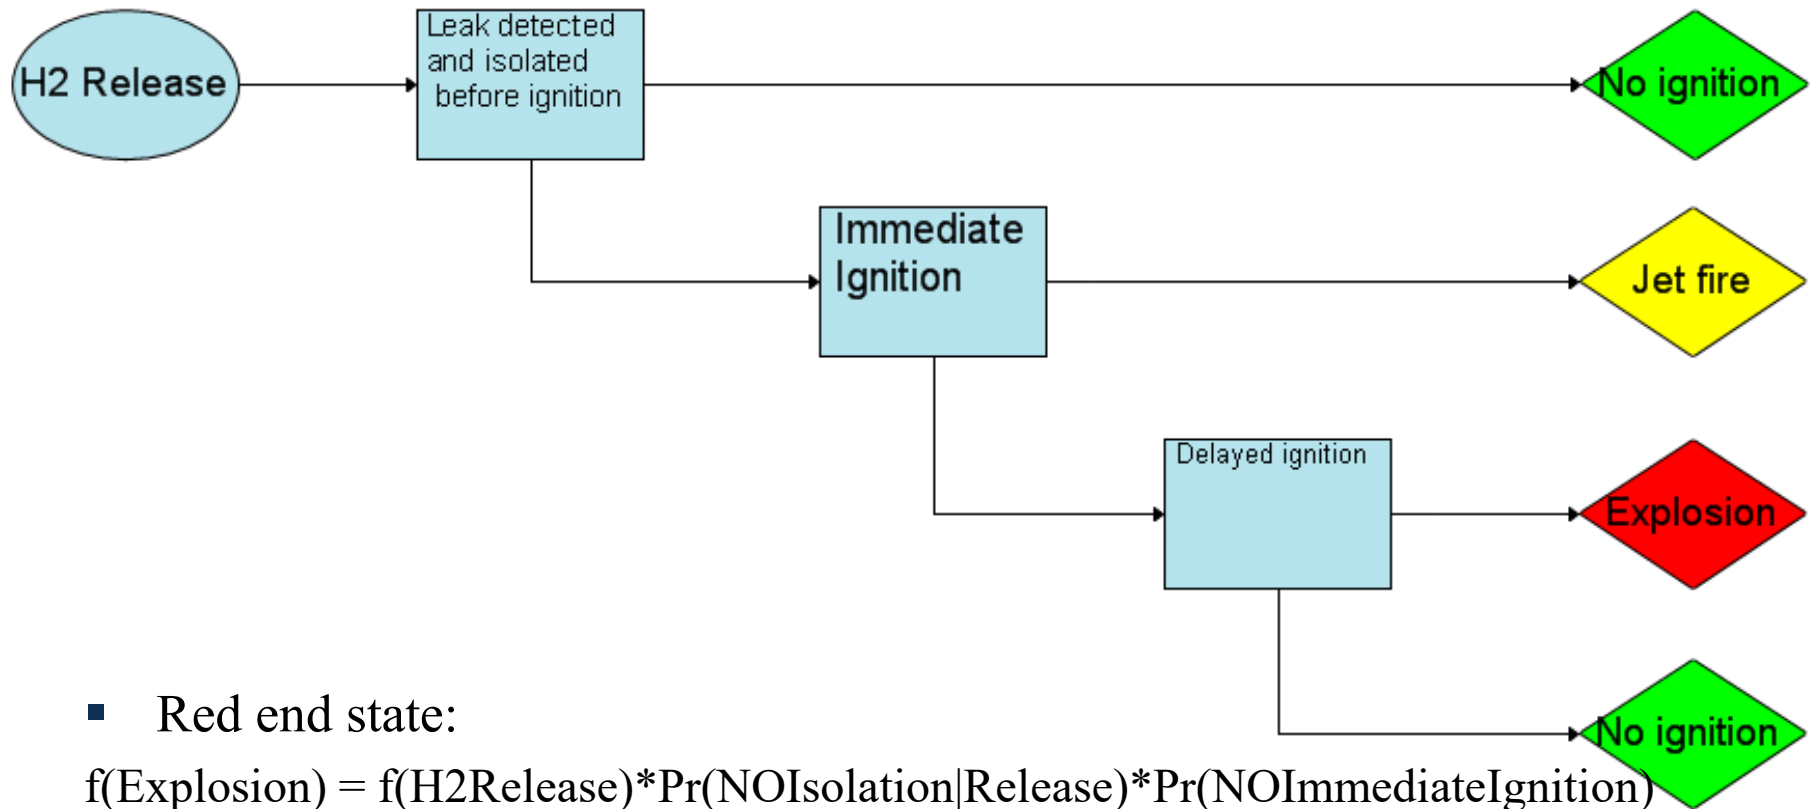 H2 Release
Leak detected
and isolated
before ignition
No ignition
Immediate
Ignition
Jet fire
Delayed ignition
Explosion
No ignition
▪ Red end state:
f(Explosion) = f(H2Release)*Pr(NOIsolation|Release)*Pr(NOImmediateIgnition)